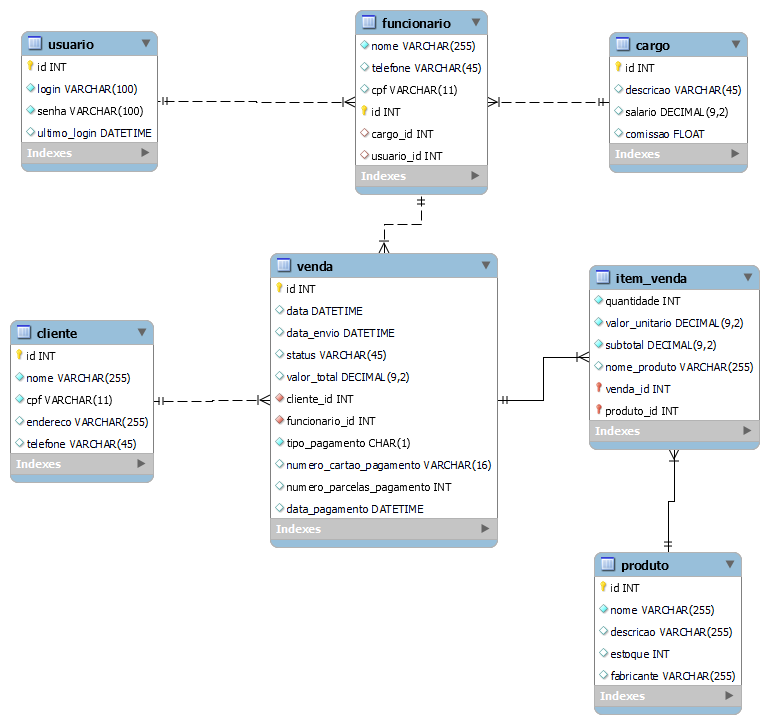 usuario
id INT
login VARCHAR(100)
senha VARCHAR(100)
ultimo_login DATETIME
Indexes
funcionario
nome VARCHAR(255)
telefone VARCHAR(45)
cpf VARCHAR(11)
id INT
cargo_id INT
usuario_id INT
Indexes
cargo
id INT
descricao VARCHAR(45)
salario DECIMAL(9,2)
comissao FLOAT
Indexes
cliente
id INT
nome VARCHAR(255)
cpf VARCHAR(11)
endereco VARCHAR(255)
telefone VARCHAR(45)
Indexes
venda
id INT
data DATETIME
data_envio DATETIME
status VARCHAR(45)
valor_total DECIMAL(9,2)
cliente_id INT
funcionario_id INT
tipo_pagamento CHAR(1)
numero_cartao_pagamento VARCHAR(16)
numero_parcelas_pagamento INT
data_pagamento DATETIME
Indexes
item_venda
quantidade INT
valor_unitario DECIMAL(9,2)
subtotal DECIMAL(9,2)
nome_produto VARCHAR(255)
venda_id INT
produto_id INT
Indexes
produto
id INT
nome VARCHAR(255)
descricao VARCHAR(255)
estoque INT
fabricante VARCHAR(255)
Indexes